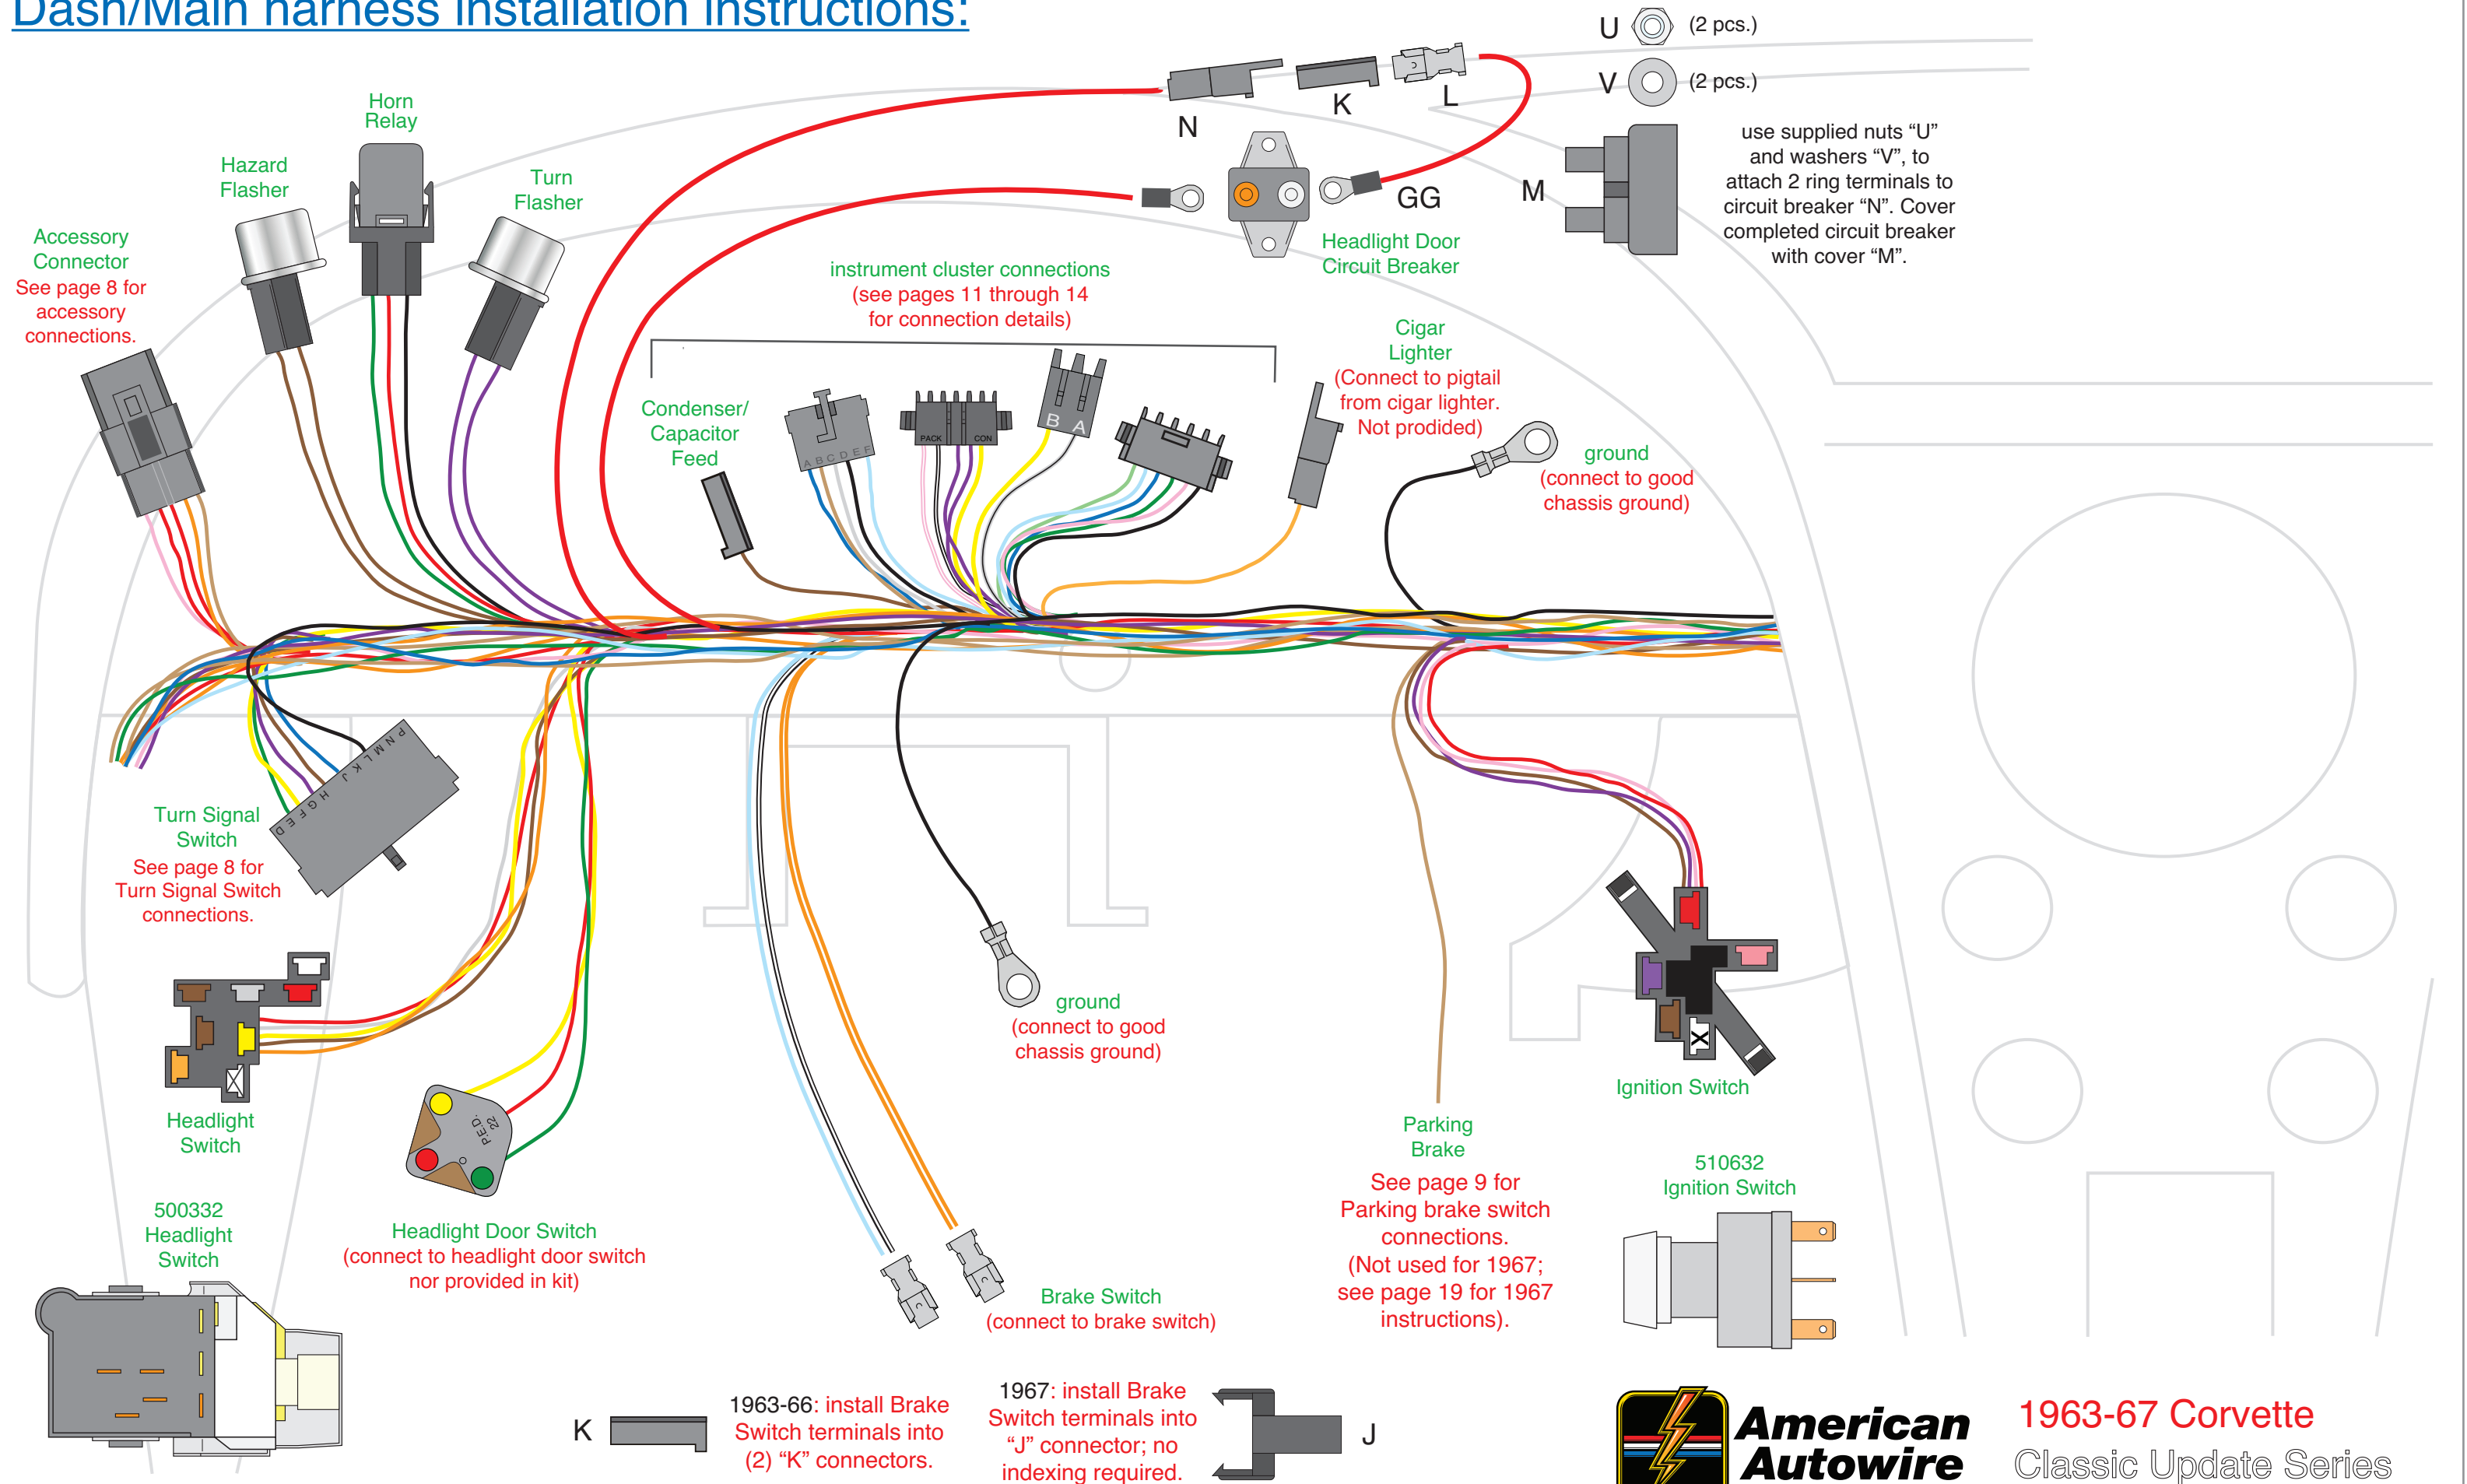 Dash/Main harness installation instructions:
U
(2 pcs.)
V
(2 pcs.)
N
K
L
GG
M
use supplied nuts “U”
and washers “V”, to
attach 2 ring terminals to
circuit breaker “N”. Cover
completed circuit breaker
with cover “M”.
Headlight Door
Circuit Breaker
Horn
Relay
Hazard
Flasher
Turn
Flasher
Accessory
Connector
See page 8 for
accessory
connections.
instrument cluster connections
(see pages 11 through 14
for connection details)
Condenser/
Capacitor
Feed
A B C D E F
PACK
CON
B A
Cigar
Lighter
(Connect to pigtail
from cigar lighter.
Not prodided)
ground
(connect to good
chassis ground)
D E F G H J K L M N P
Turn Signal
Switch
See page 8 for
Turn Signal Switch
connections.
Headlight
Switch
500332
Headlight
Switch
P.E.D.
22
Headlight Door Switch
(connect to headlight door switch
nor provided in kit)
ground
(connect to good
chassis ground)
C
C
C
Brake Switch
(connect to brake switch)
Parking
Brake
See page 9 for
Parking brake switch
connections.
(Not used for 1967;
see page 19 for 1967
instructions).
X
Ignition Switch
510632
Ignition Switch
K
1963-66: install Brake
Switch terminals into
(2) “K” connectors.
1967: install Brake
Switch terminals into
“J” connector; no
indexing required.
J
American
Autowire
1963-67 Corvette
Classic Update Series